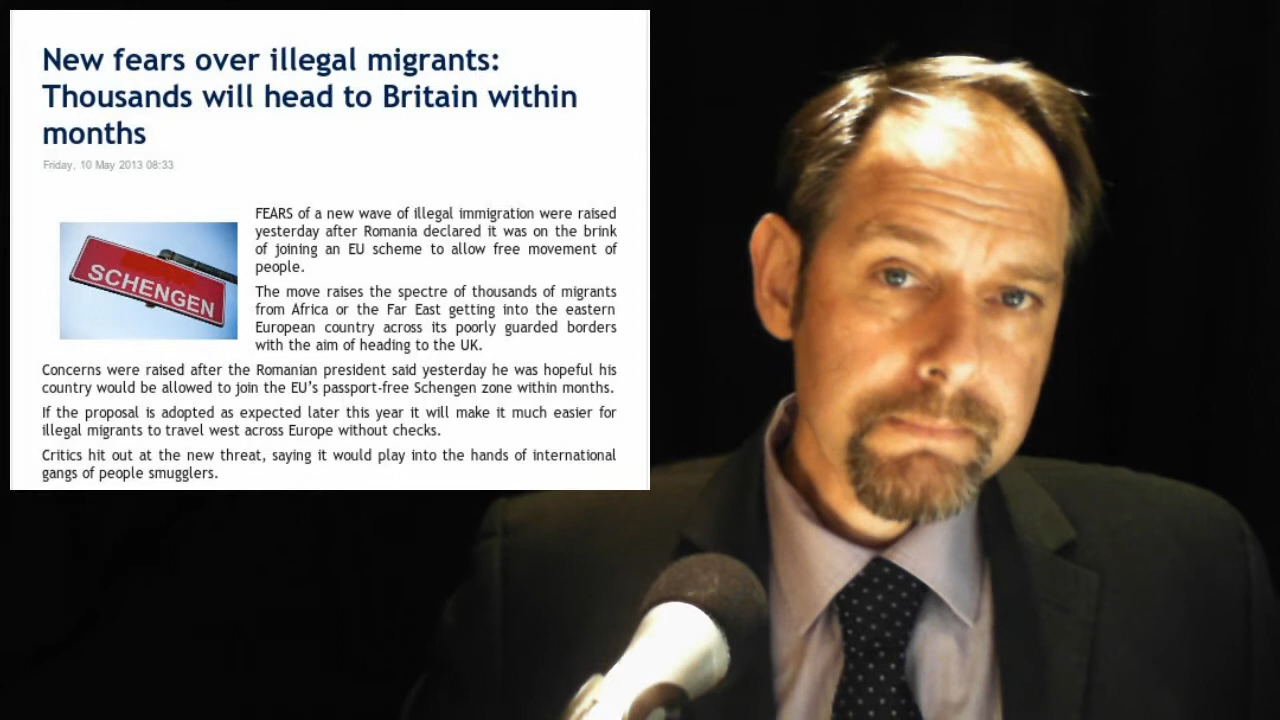 New fears over illegal migrants:
Thousands will head to Britain within
months
Friday, 10 May 2013 08:33
FEARS of a new wave of illegal immigration were raised
yesterday after Romania declared it was on the brink
of joining an EU scheme to allow free movement of
people.
SCHENGEN
The move raises the spectre of thousands of migrants
from Africa or the Far East getting into the eastern
European country across its poorly guarded borders
with the aim of heading to the UK.
Concerns were raised after the Romanian president said yesterday he was hopeful his
country would be allowed to join the EU’s passport-free Schengen zone within months.
If the proposal is adopted as expected later this year it will make it much easier for
illegal migrants to travel west across Europe without checks.
Critics hit out at the new threat, saying it would play into the hands of international
gangs of people smugglers.